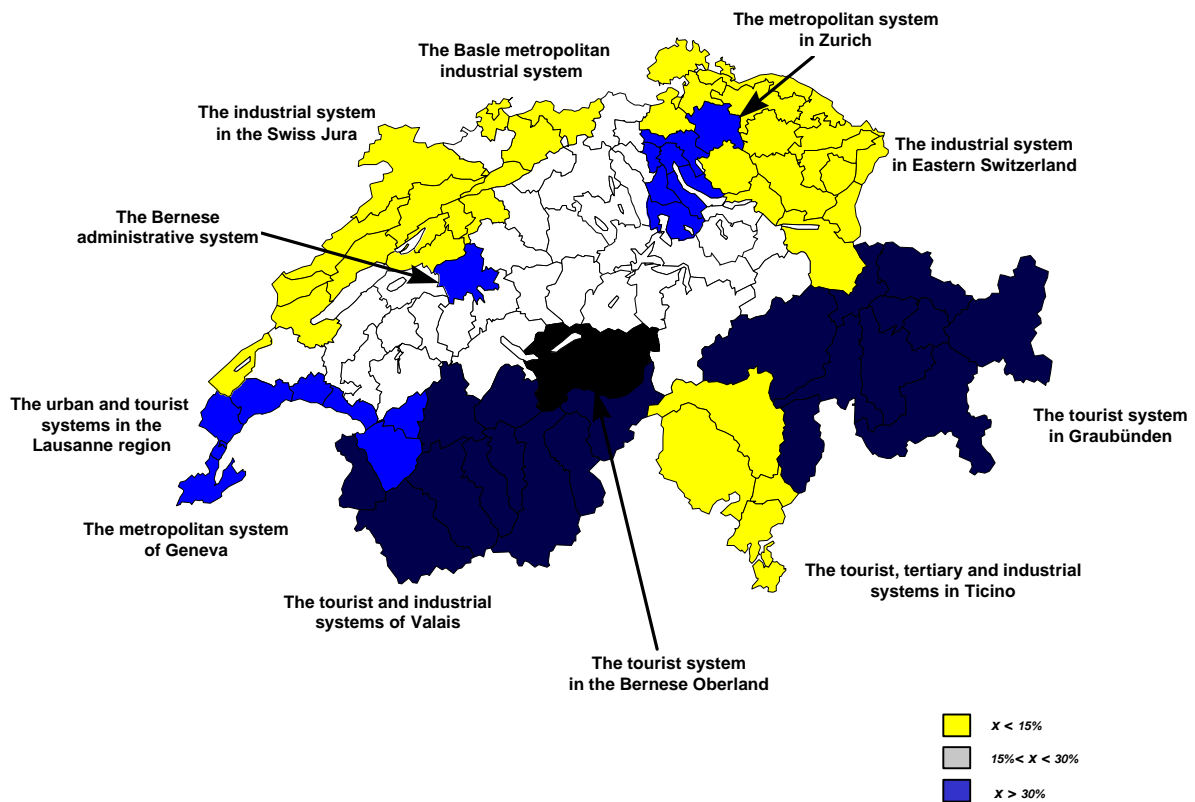 The metropolitan system
in Zurich
The Basle metropolitan
industrial system
The industrial system
in the Swiss Jura
The industrial system
in Eastern Switzerland
The Bernese
administrative system
The urban and tourist
systems in the
Lausanne region
The tourist system
in Graubünden
The metropolitan system
of Geneva
The tourist, tertiary and industrial
systems in Ticino
The tourist and industrial
systems of Valais
The tourist system
in the Bernese Oberland
x < 15%
15%< x < 30%
x > 30%